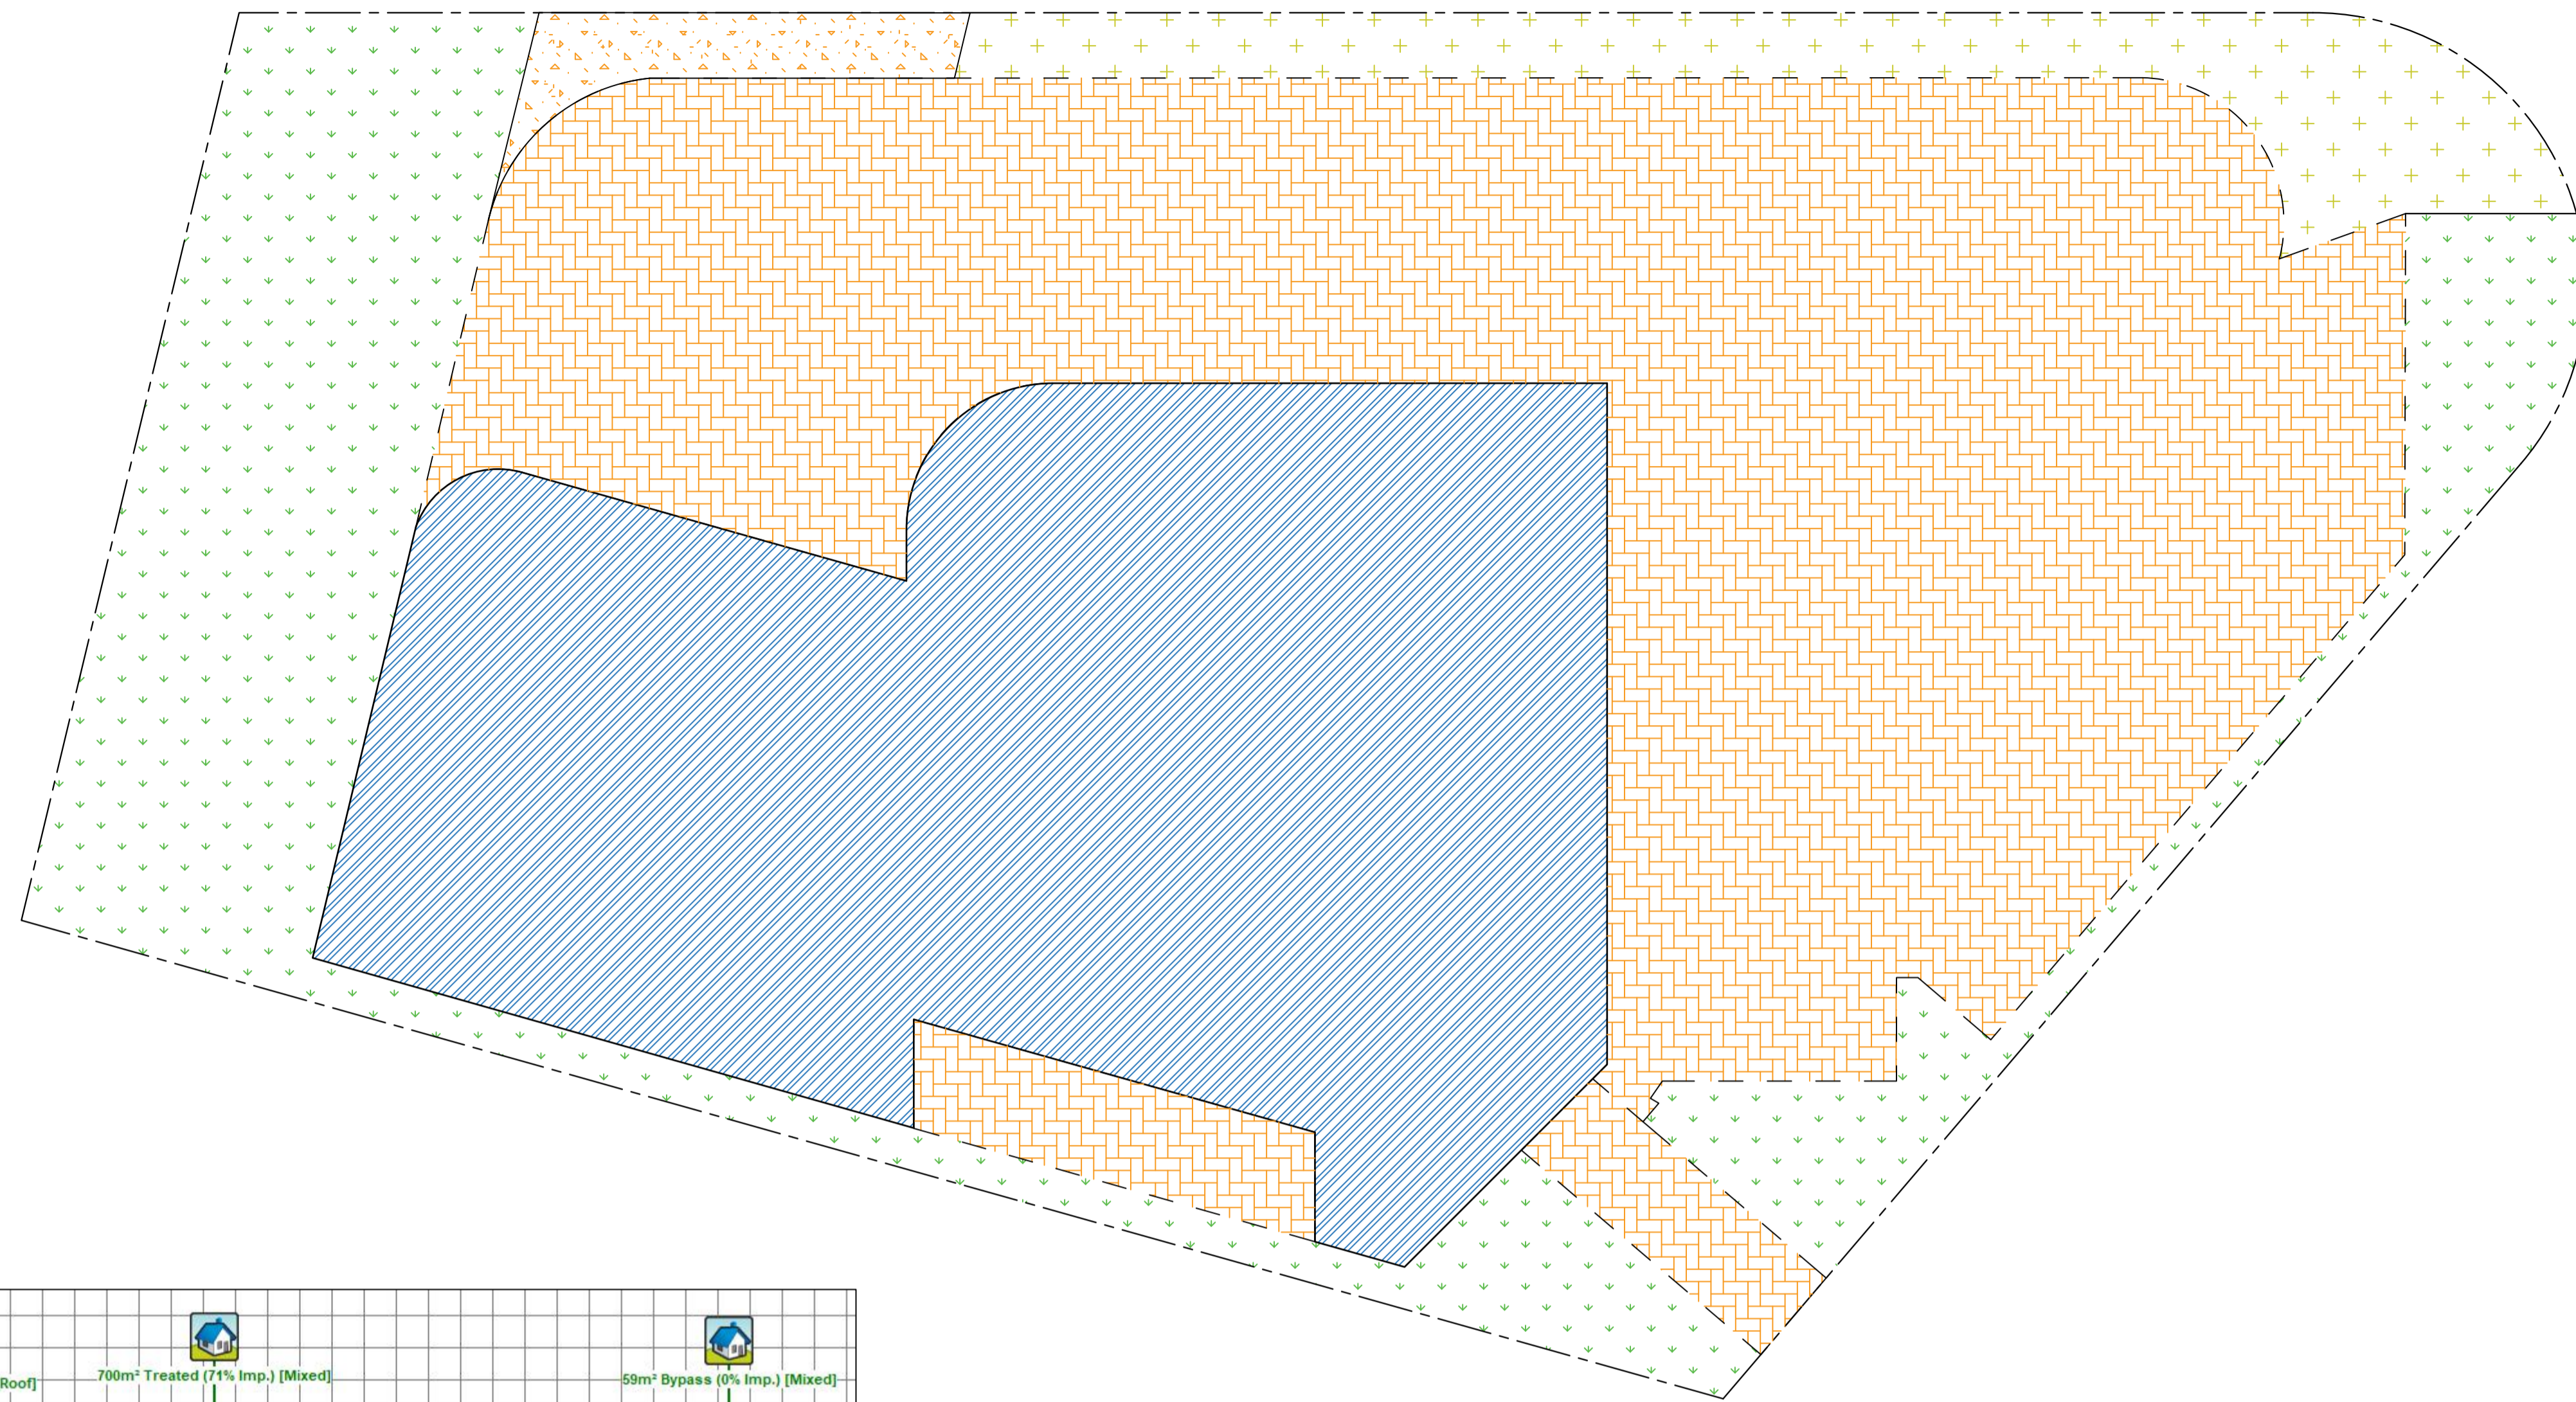 Roof]
700m² Treated (71% Imp.) [Mixed]
59m² Bypass (0% Imp.) [Mixed]